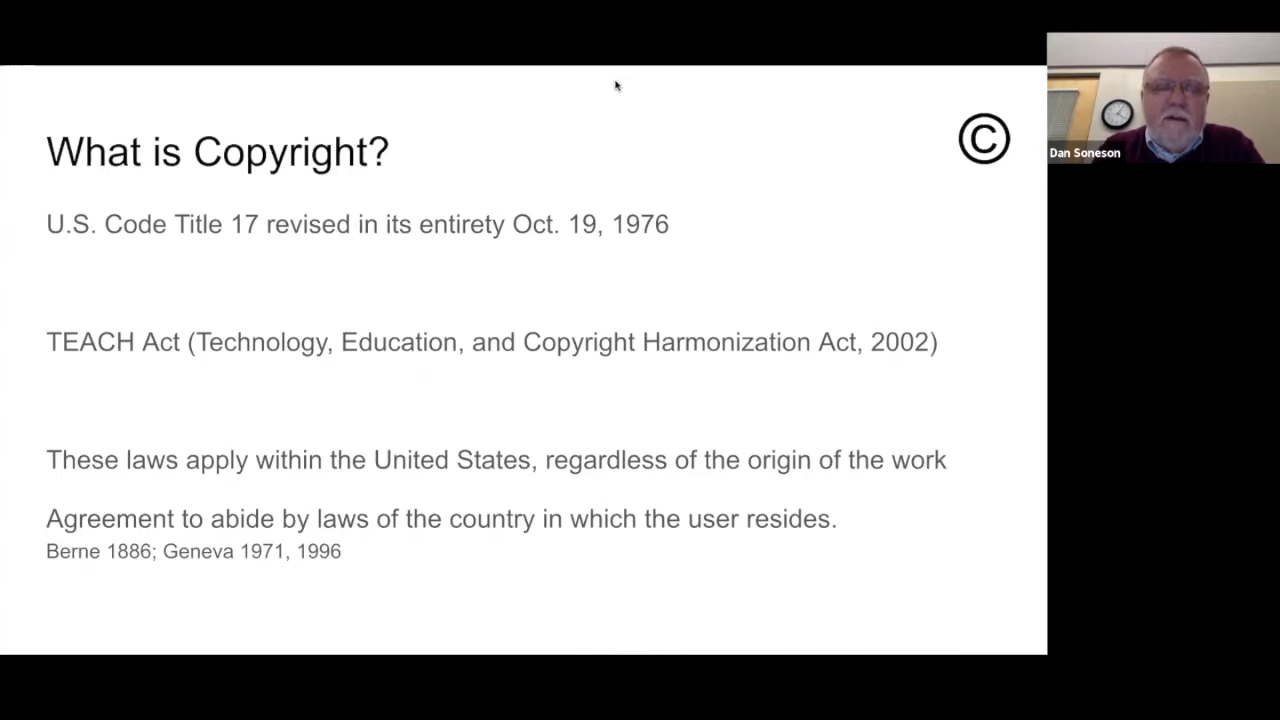 What is Copyright?
©
U.S. Code Title 17 revised in its entirety Oct. 19, 1976
TEACH Act (Technology, Education, and Copyright Harmonization Act, 2002)
These laws apply within the United States, regardless of the origin of the work
Agreement to abide by laws of the country in which the user resides.
Berne 1886; Geneva 1971, 1996
Dan Soneson